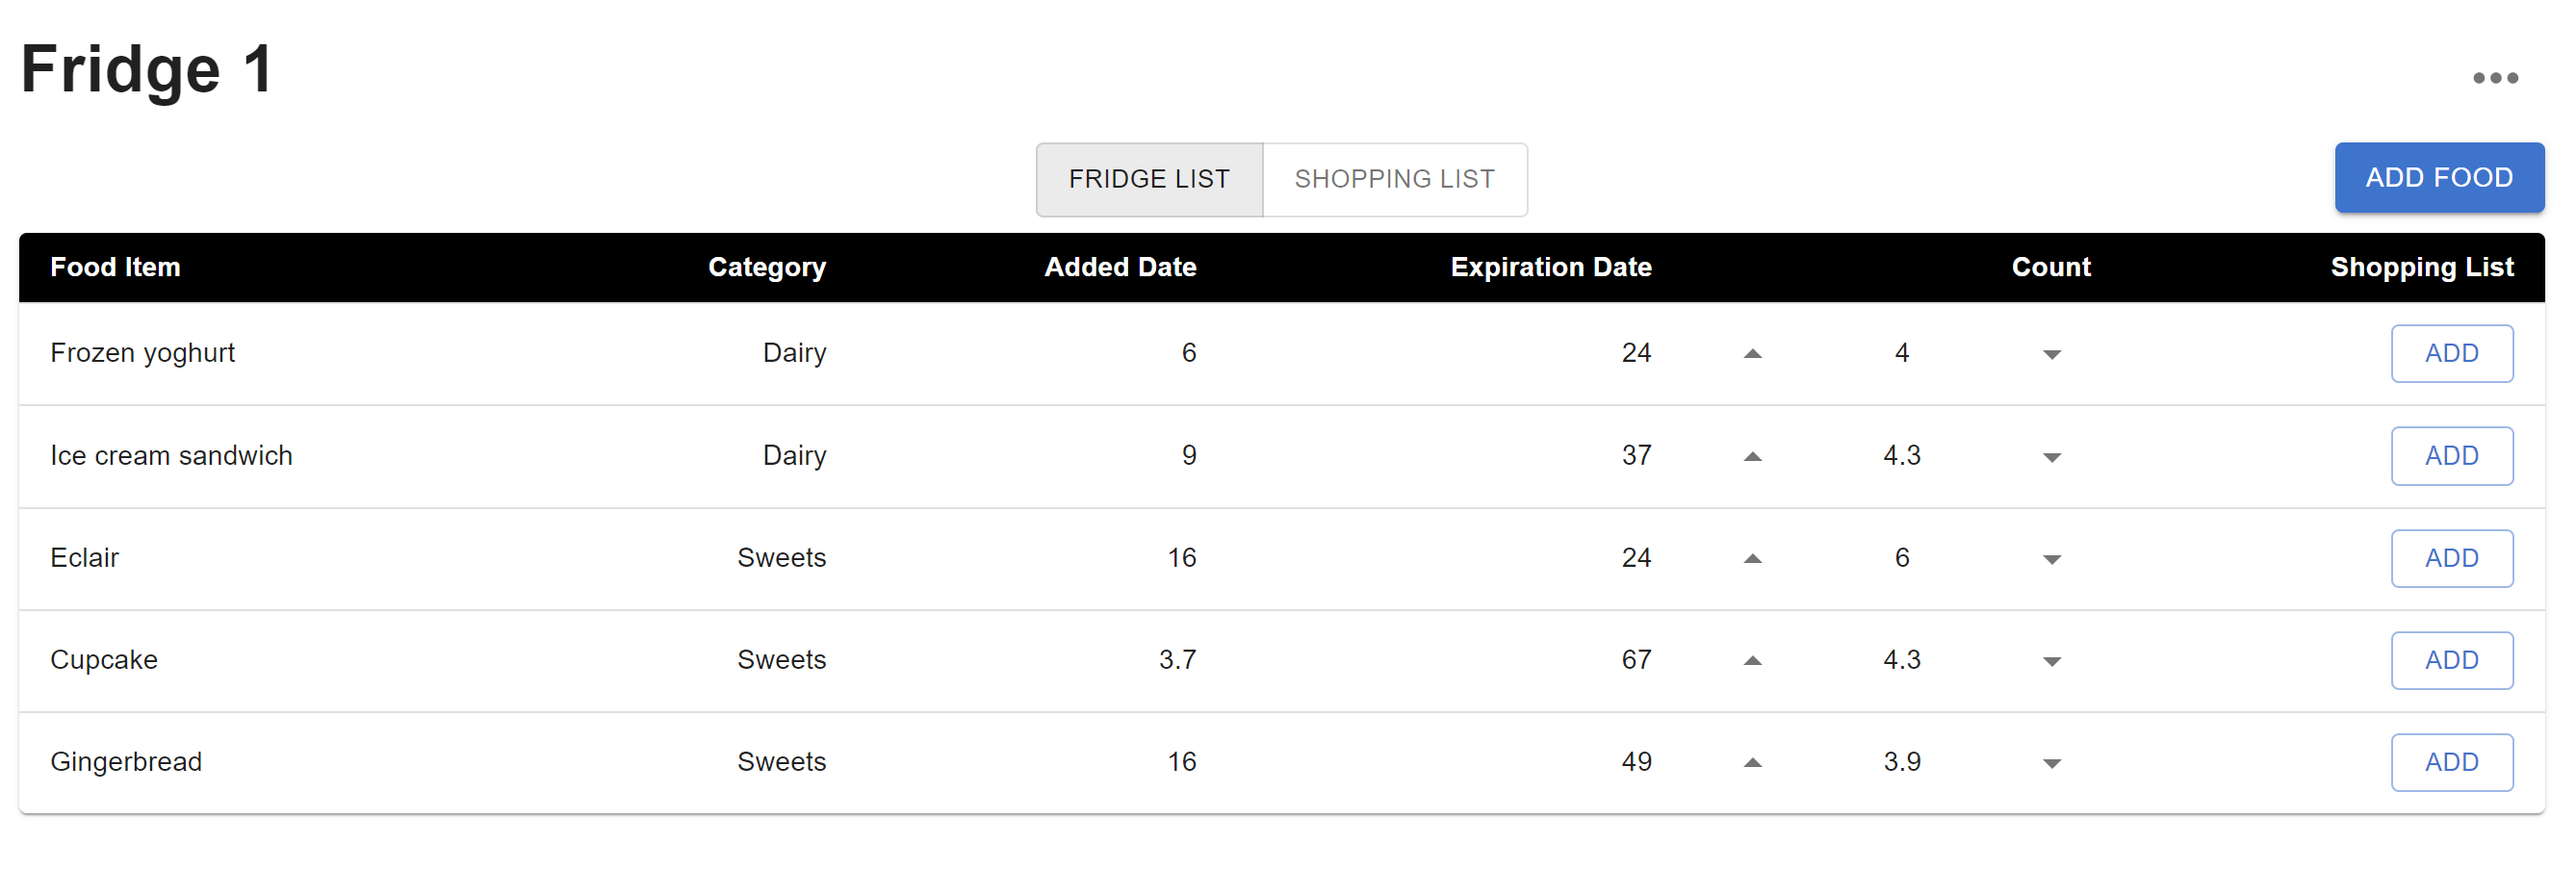 Fridge 1
FRIDGE LIST SHOPPING LIST ADD FOOD
Food Item Category Added Date Expiration Date Count Shopping List
Frozen yoghurt Dairy 6 24 4 ADD
Ice cream sandwich Dairy 9 37 4.3 ADD
Eclair Sweets 16 24 6 ADD
Cupcake Sweets 3.7 67 4.3 ADD
Gingerbread Sweets 16 49 3.9 ADD